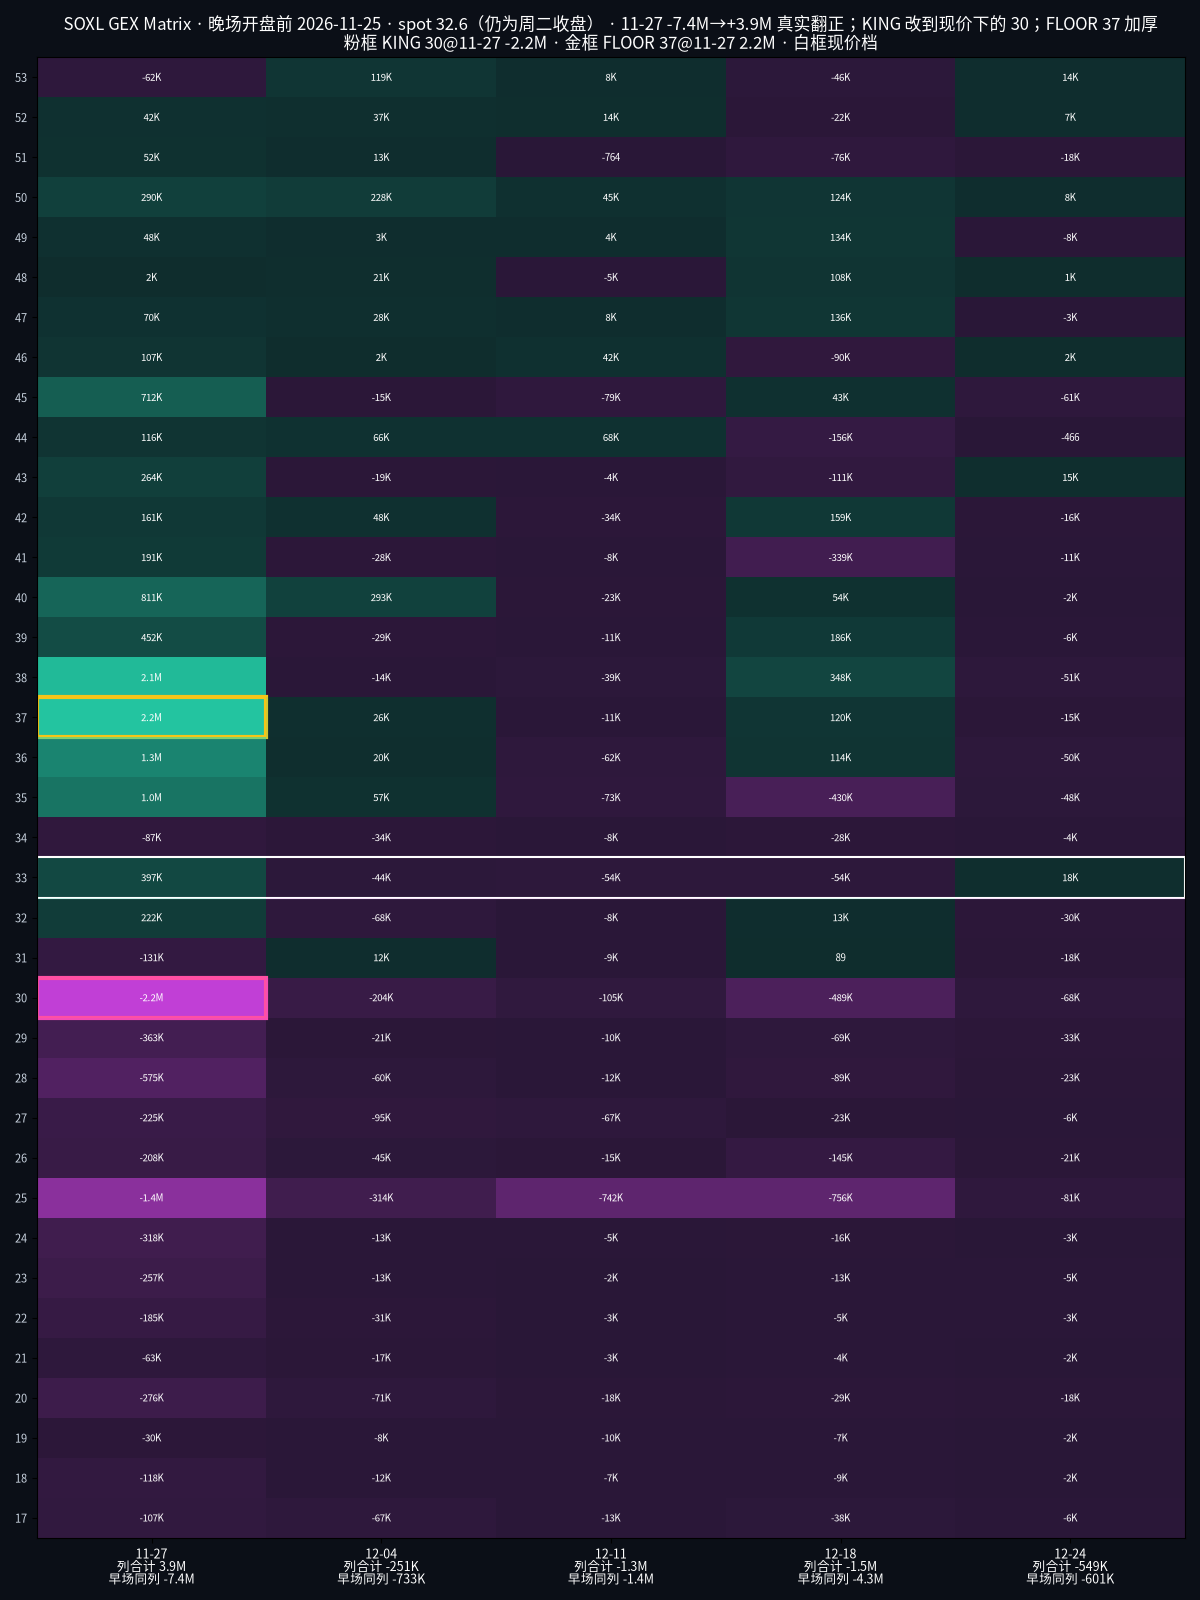 SOXL GEX Matrix · 晚场开盘前 2026-11-25 · spot 32.6（仍为周二收盘） · 11-27 -7.4M→+3.9M 真实翻正；KING 改到现价下的 30；FLOOR 37 加厚
粉框 KING 30@11-27 -2.2M · 金框 FLOOR 37@11-27 2.2M · 白框现价档
53 -62K 119K 8K -46K 14K
52 42K 37K 14K -22K 7K
51 52K 13K -764 -76K -18K
50 290K 228K 45K 124K 8K
49 48K 3K 4K 134K -8K
48 2K 21K -5K 108K 1K
47 70K 28K 8K 136K -3K
46 107K 2K 42K -90K 2K
45 712K -15K -79K 43K -61K
44 116K 66K 68K -156K -466
43 264K -19K -4K -111K 15K
42 161K 48K -34K 159K -16K
41 191K -28K -8K -339K -11K
40 811K 293K -23K 54K -2K
39 452K -29K -11K 186K -6K
38 2.1M -14K -39K 348K -51K
37 2.2M 26K -11K 120K -15K
36 1.3M 20K -62K 114K -50K
35 1.0M 57K -73K -430K -48K
34 -87K -34K -8K -28K -4K
33 397K -44K -54K -54K 18K
32 222K -68K -8K 13K -30K
31 -131K 12K -9K 89 -18K
30 -2.2M -204K -105K -489K -68K
29 -363K -21K -10K -69K -33K
28 -575K -60K -12K -89K -23K
27 -225K -95K -67K -23K -6K
26 -208K -45K -15K -145K -21K
25 -1.4M -314K -742K -756K -81K
24 -318K -13K -5K -16K -3K
23 -257K -13K -2K -13K -5K
22 -185K -31K -3K -5K -3K
21 -63K -17K -3K -4K -2K
20 -276K -71K -18K -29K -18K
19 -30K -8K -10K -7K -2K
18 -118K -12K -7K -9K -2K
17 -107K -67K -13K -38K -6K
11-27 12-04 12-11 12-18 12-24
列合计 3.9M 列合计 -251K 列合计 -1.3M 列合计 -1.5M 列合计 -549K
早场同列 -7.4M 早场同列 -733K 早场同列 -1.4M 早场同列 -4.3M 早场同列 -601K